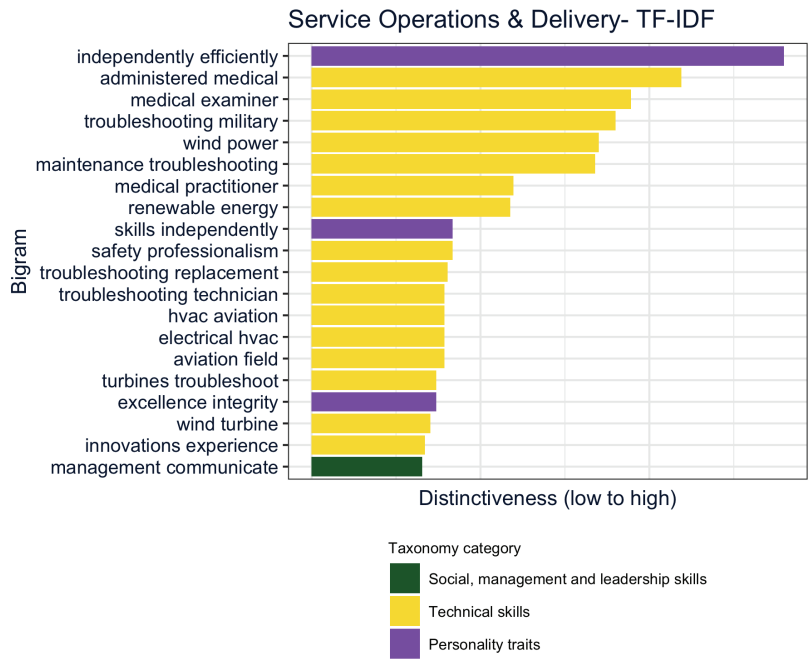 Service Operations & Delivery- TF-IDF
Bigram
independently efficiently
administered medical
medical examiner
troubleshooting military
wind power
maintenance troubleshooting
medical practitioner
renewable energy
skills independently
safety professionalism
troubleshooting replacement
troubleshooting technician
hvac aviation
electrical hvac
aviation field
turbines troubleshoot
excellence integrity
wind turbine
innovations experience
management communicate
Distinctiveness (low to high)
Taxonomy category
Social, management and leadership skills
Technical skills
Personality traits